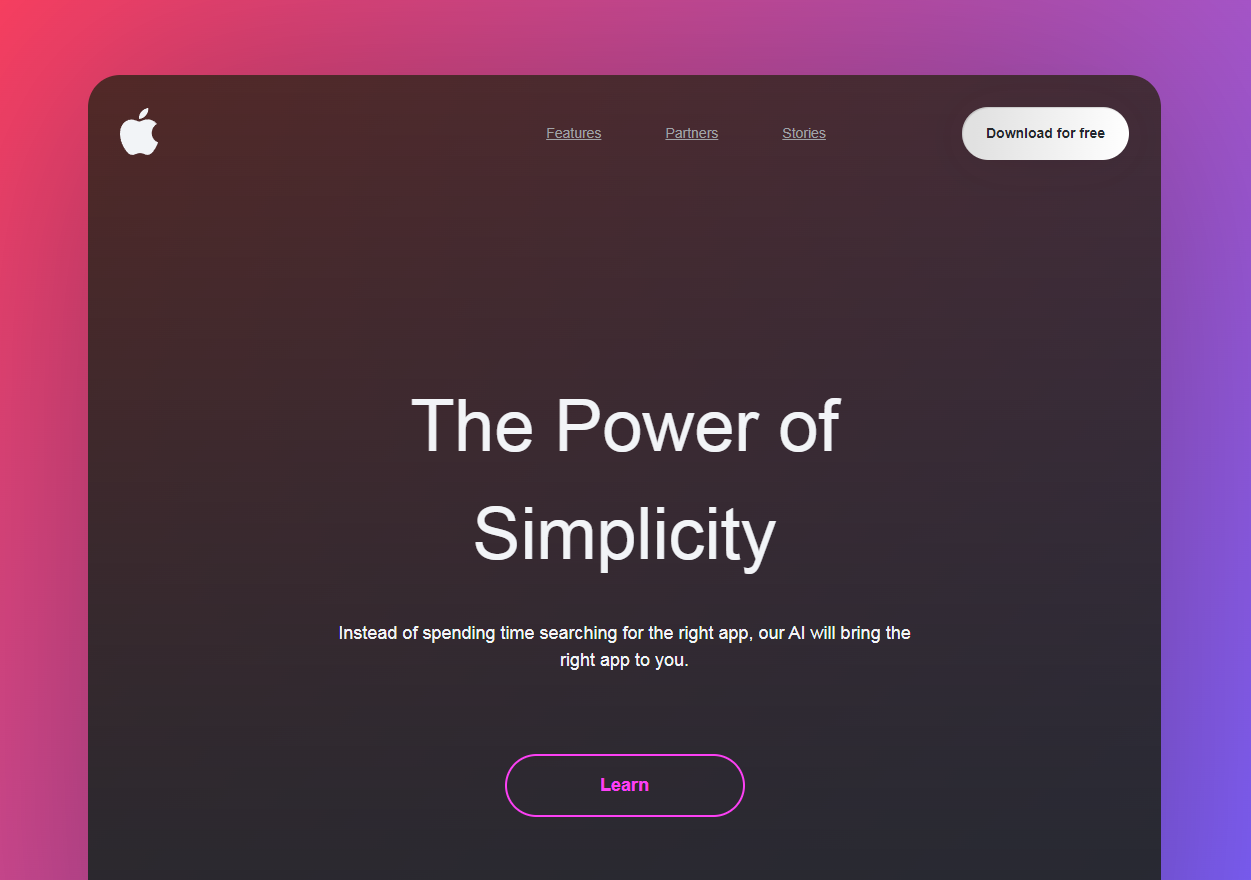 Features Partners Stories Download for free
The Power of
Simplicity
Instead of spending time searching for the right app, our AI will bring the
right app to you.
Learn